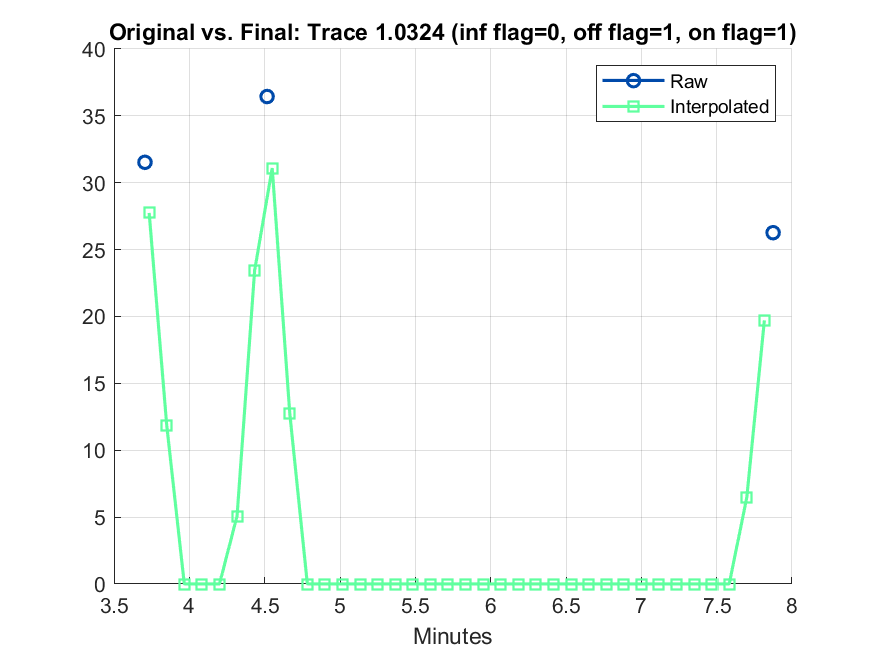 Original vs. Final: Trace 1.0324 (inf flag=0, off flag=1, on flag=1)
40
35
30
25
20
15
10
5
0
Raw
Interpolated
3.5 4 4.5 5 5.5 6 6.5 7 7.5 8
Minutes